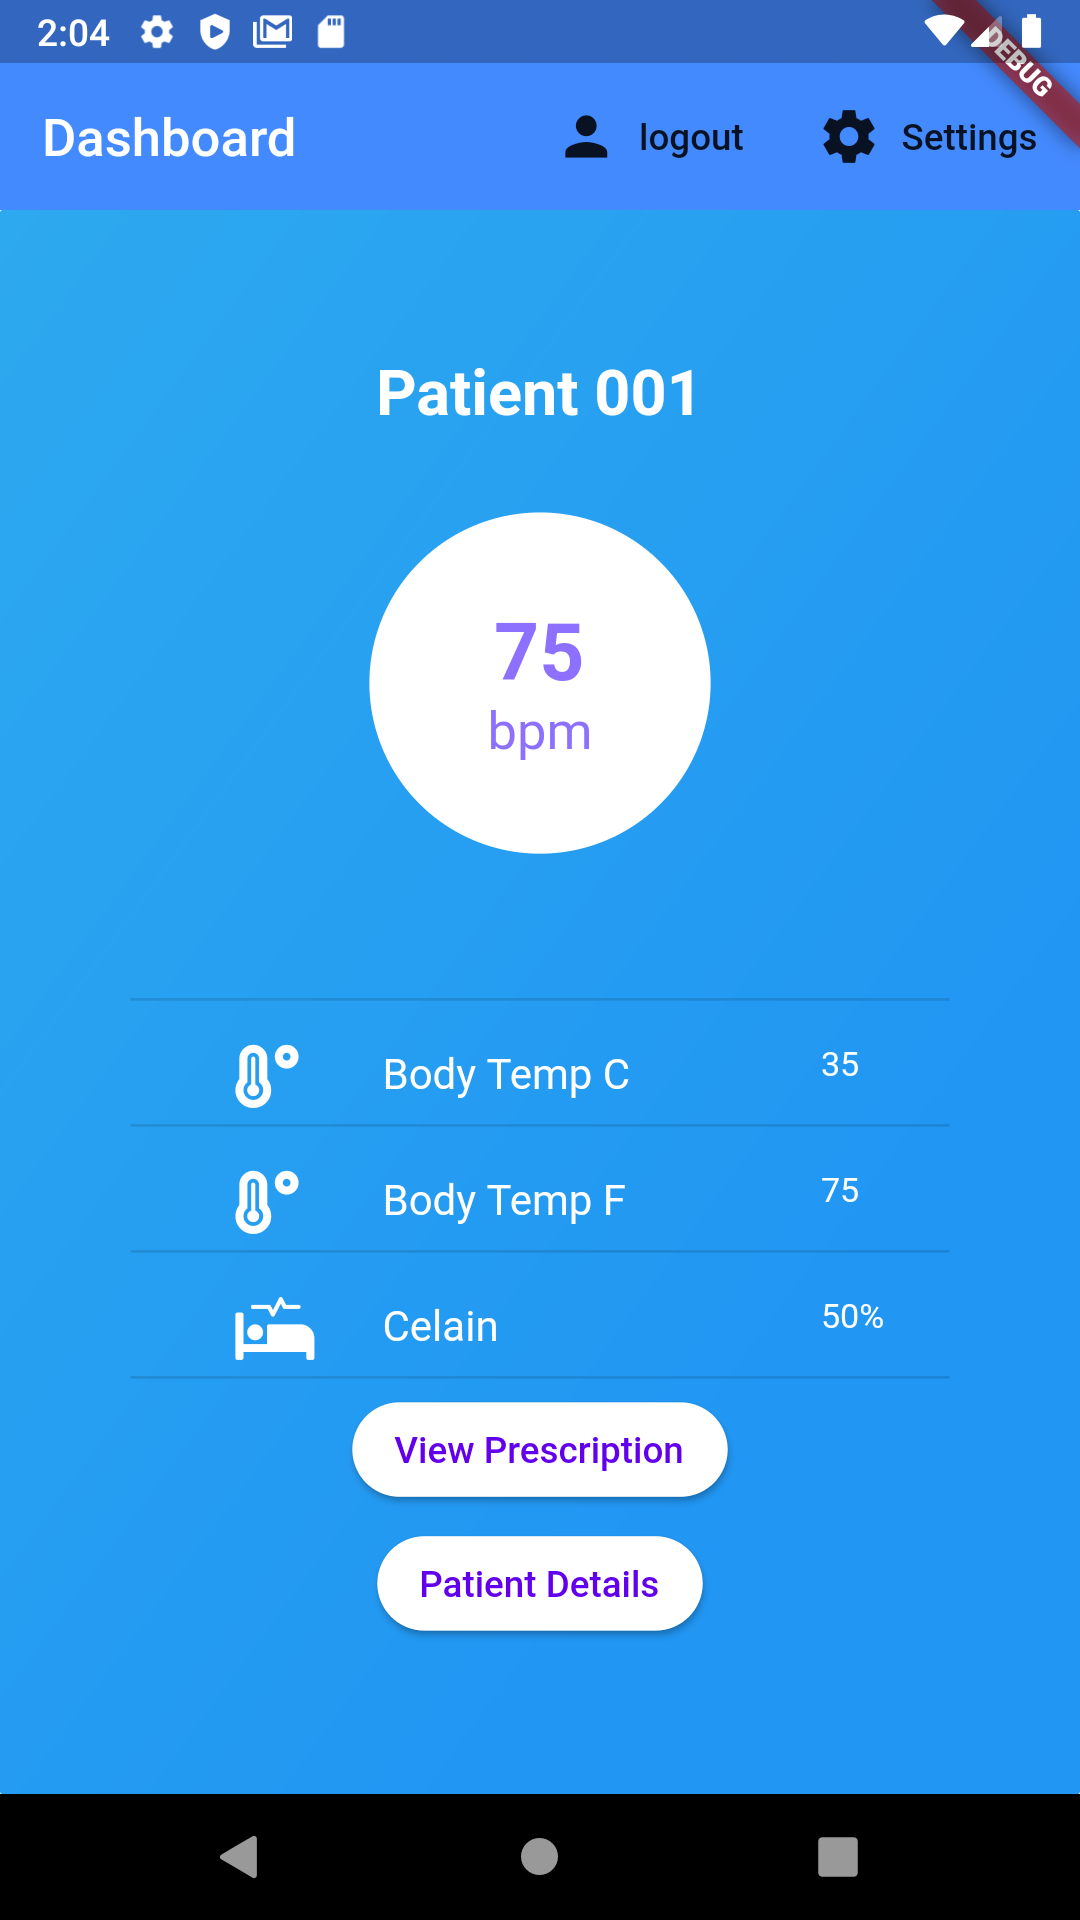 2:04
DEBUG
Dashboard logout Settings
Patient 001
75
bpm
Body Temp C 35
Body Temp F 75
Celain 50%
View Prescription
Patient Details